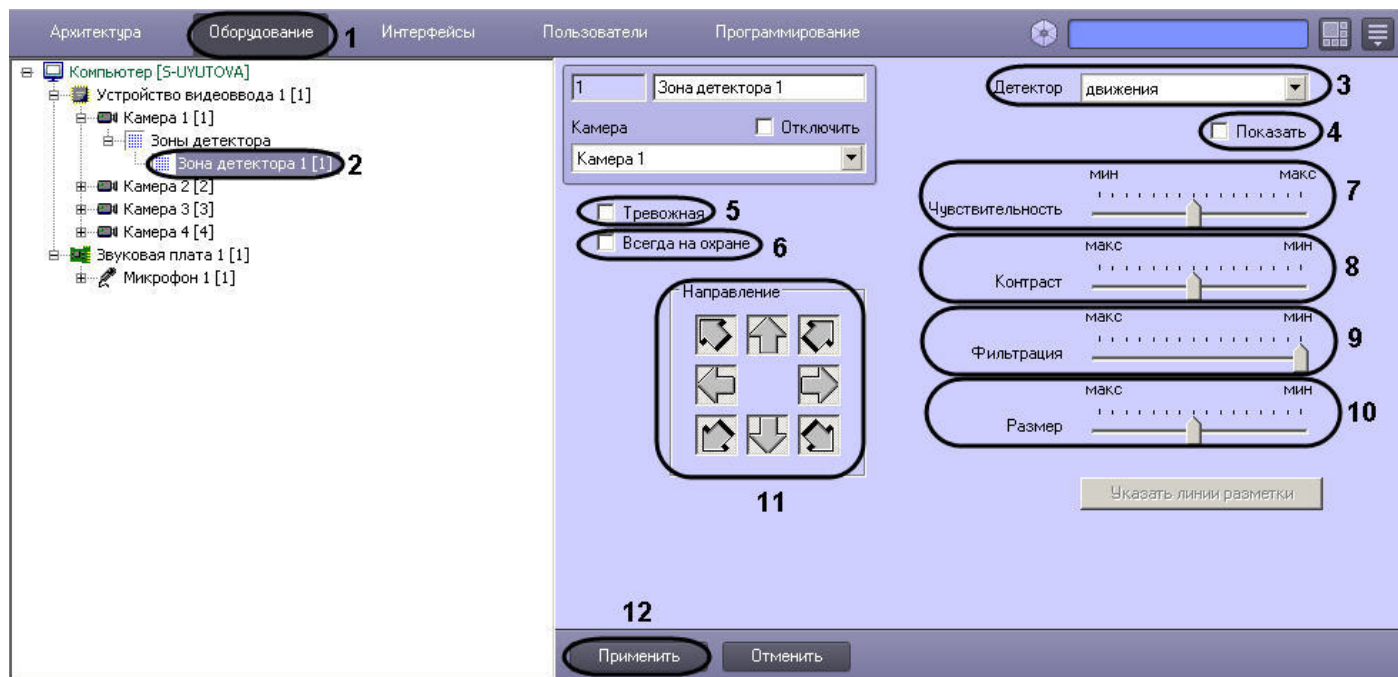 Архитектура Оборудование 1 Интерфейсы Пользователи Программирование
Компьютер [S-UYUTOVA]
Устройство видеоввода 1 [1]
Камера 1 [1]
Зоны детектора
Зона детектора 1 [1] 2
Камера 2 [2]
Камера 3 [3]
Камера 4 [4]
Звуковая плата 1 [1]
Микрофон 1 [1]
1 Зона детектора 1
Камера Отключить
Камера 1
Тревожная 5
Всегда на охране 6
Направление
11
Детектор движения 3
Показать 4
мин макс
Чувствительность 7
макс мин
Контраст 8
макс мин
Фильтрация 9
макс мин
Размер 10
Указать линии разметки
12
Применить Отменить